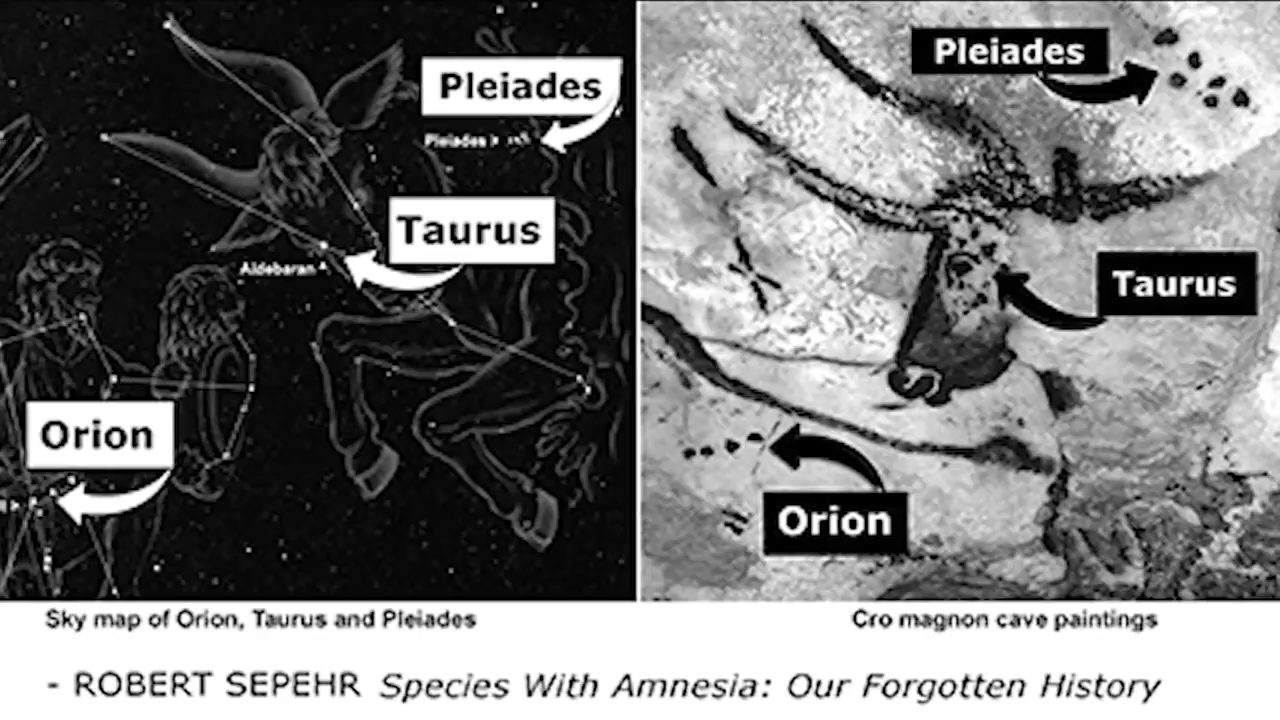 Pleiades
Pleiades
Taurus
Aldebaran
Orion
Pleiades
Taurus
Orion
Sky map of Orion, Taurus and Pleiades
Cro magnon cave paintings
- ROBERT SEPEHR Species With Amnesia: Our Forgotten History